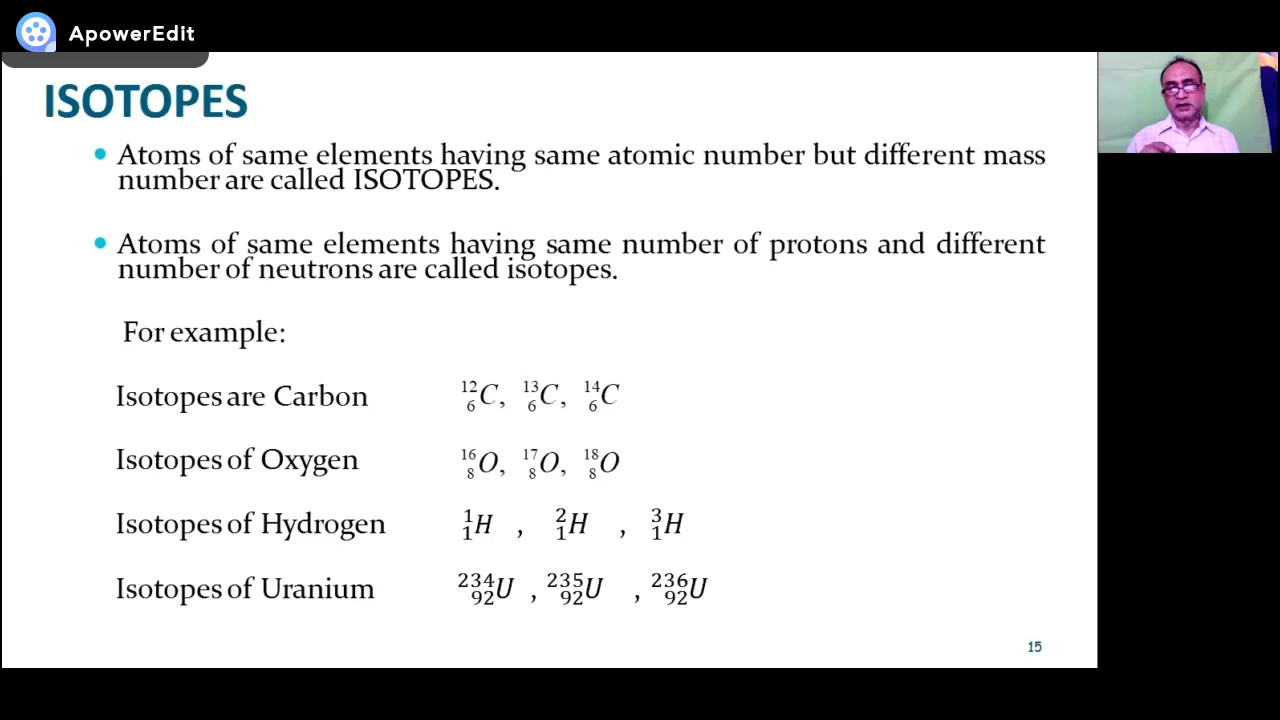 ApowerEdit
ISOTOPES
• Atoms of same elements having same atomic number but different mass
number are called ISOTOPES.
• Atoms of same elements having same number of protons and different
number of neutrons are called isotopes.
For example:
Isotopes are Carbon ¹²₆C, ¹³₆C, ¹⁴₆C
Isotopes of Oxygen ¹⁶₈O, ¹⁷₈O, ¹⁸₈O
Isotopes of Hydrogen ¹₁H , ²₁H , ³₁H
Isotopes of Uranium ²³⁴₉₂U , ²³⁵₉₂U , ²³⁶₉₂U
15